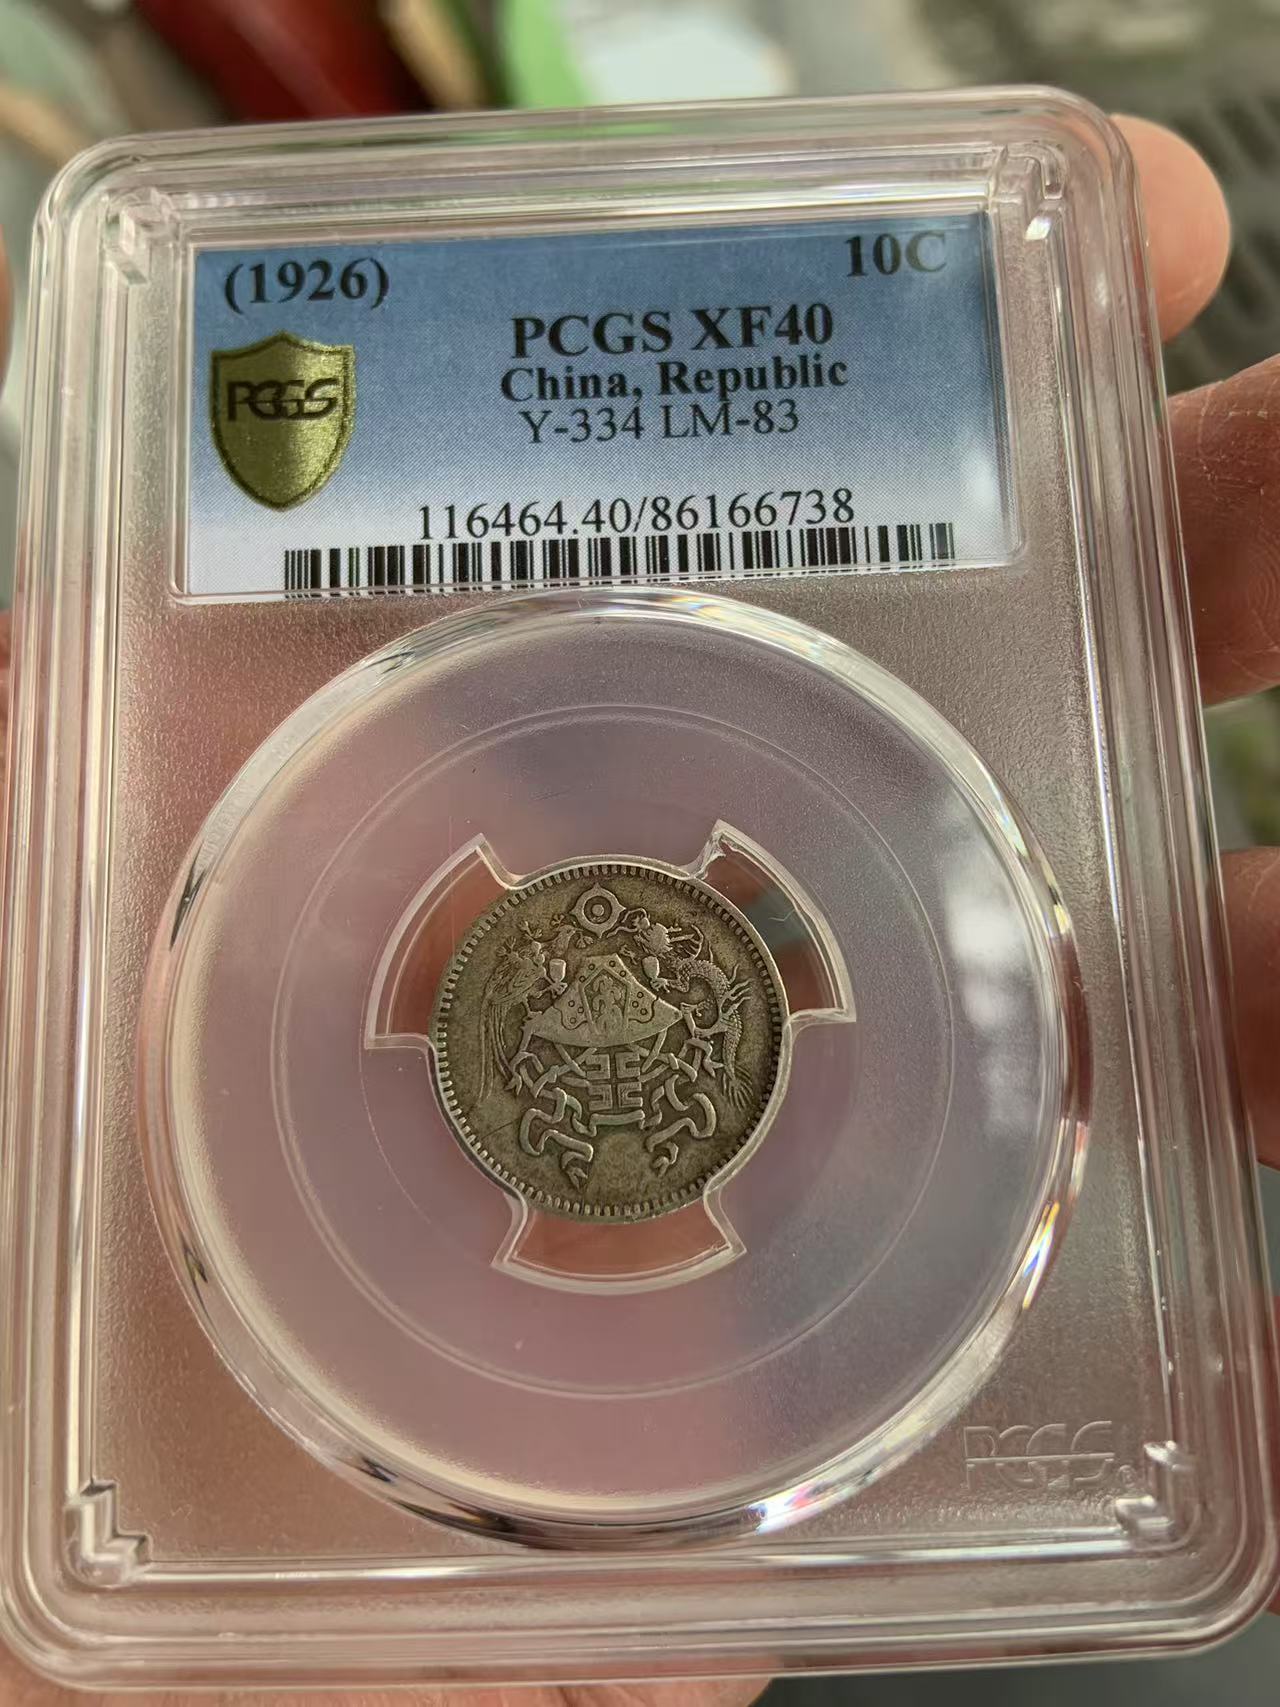 (1926) 10C
PCGS XF40
China, Republic
PCGS
Y-334 LM-83
116464.40/86166738
PCGS